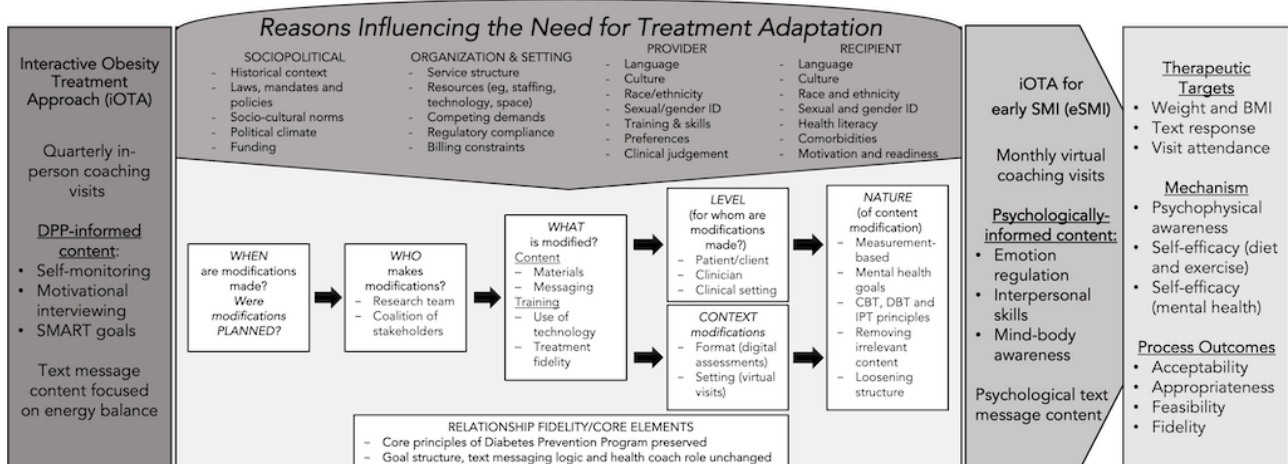 Interactive Obesity
Treatment
Approach (iOTA)
Quarterly in-
person coaching
visits
DPP-informed
content:
• Self-monitoring
• Motivational
interviewing
• SMART goals
Text message
content focused
on energy balance
Reasons Influencing the Need for Treatment Adaptation
SOCIOPOLITICAL
- Historical context
- Laws, mandates and
policies
- Socio-cultural norms
- Political climate
- Funding
ORGANIZATION & SETTING
- Service structure
- Resources (eg, staffing,
technology, space)
- Competing demands
- Regulatory compliance
- Billing constraints
PROVIDER
- Language
- Culture
- Race/ethnicity
- Sexual/gender ID
- Training & skills
- Preferences
- Clinical judgement
RECIPIENT
- Language
- Culture
- Race and ethnicity
- Sexual and gender ID
- Health literacy
- Comorbidities
- Motivation and readiness
WHEN
are modifications
made?
Were
modifications
PLANNED?
WHO
makes
modifications?
– Research team
– Coalition of
stakeholders
WHAT
is modified?
Content
– Materials
– Messaging
Training
– Use of
technology
– Treatment
fidelity
LEVEL
(for whom are
modifications
made?)
– Patient/client
– Clinician
– Clinical setting
CONTEXT
modifications
– Format (digital
assessments)
– Setting (virtual
visits)
NATURE
(of content
modification)
– Measurement-
based
– Mental health
goals
– CBT, DBT and
IPT principles
– Removing
irrelevant
content
– Loosening
structure
RELATIONSHIP FIDELITY/CORE ELEMENTS
– Core principles of Diabetes Prevention Program preserved
– Goal structure, text messaging logic and health coach role unchanged
iOTA for
early SMI (eSMI)
Monthly virtual
coaching visits
Psychologically-
informed content:
• Emotion
regulation
• Interpersonal
skills
• Mind-body
awareness
Psychological text
message content
Therapeutic
Targets
• Weight and BMI
• Text response
• Visit attendance
Mechanism
• Psychophysical
awareness
• Self-efficacy (diet
and exercise)
• Self-efficacy
(mental health)
Process Outcomes
• Acceptability
• Appropriateness
• Feasibility
• Fidelity